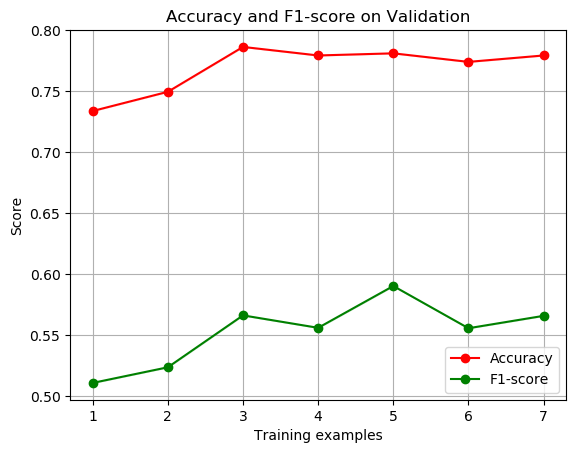 Accuracy and F1-score on Validation
0.80
0.75
0.70
0.65
0.60
0.55
0.50
Score
Accuracy
F1-score
1 2 3 4 5 6 7
Training examples